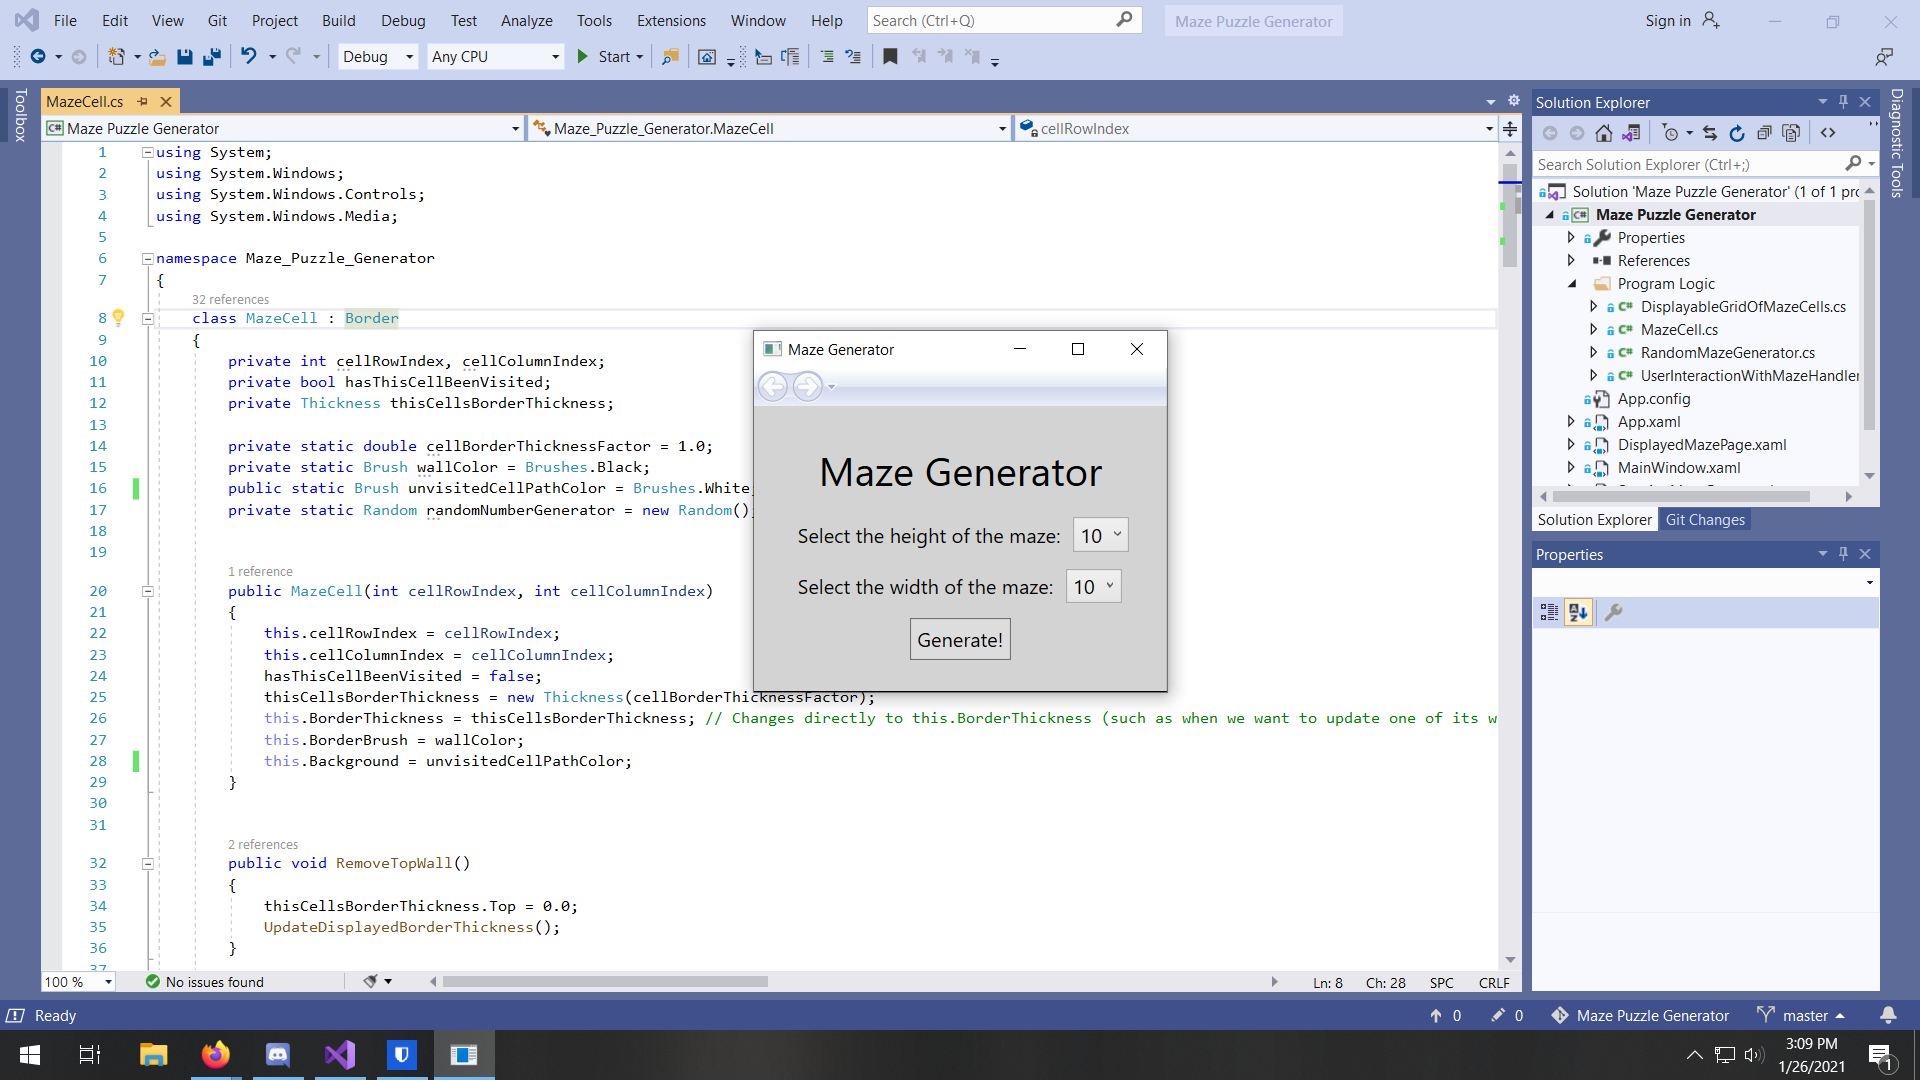 File Edit View Git Project Build Debug Test Analyze Tools Extensions Window Help Search (Ctrl+Q) Maze Puzzle Generator Sign in
Debug Any CPU Start
Toolbox
MazeCell.cs
Maze Puzzle Generator Maze_Puzzle_Generator.MazeCell cellRowIndex
1 using System;
2 using System.Windows;
3 using System.Windows.Controls;
4 using System.Windows.Media;
5
6 namespace Maze_Puzzle_Generator
7 {
32 references
8 class MazeCell : Border
9 {
10 private int cellRowIndex, cellColumnIndex;
11 private bool hasThisCellBeenVisited;
12 private Thickness thisCellsBorderThickness;
13
14 private static double cellBorderThicknessFactor = 1.0;
15 private static Brush wallColor = Brushes.Black;
16 public static Brush unvisitedCellPathColor = Brushes.White;
17 private static Random randomNumberGenerator = new Random();
18
19
1 reference
20 public MazeCell(int cellRowIndex, int cellColumnIndex)
21 {
22 this.cellRowIndex = cellRowIndex;
23 this.cellColumnIndex = cellColumnIndex;
24 hasThisCellBeenVisited = false;
25 thisCellsBorderThickness = new Thickness(cellBorderThicknessFactor);
26 this.BorderThickness = thisCellsBorderThickness; // Changes directly to this.BorderThickness (such as when we want to update one of its w
27 this.BorderBrush = wallColor;
28 this.Background = unvisitedCellPathColor;
29 }
30
31
2 references
32 public void RemoveTopWall()
33 {
34 thisCellsBorderThickness.Top = 0.0;
35 UpdateDisplayedBorderThickness();
36 }
37
100 % No issues found Ln: 8 Ch: 28 SPC CRLF
Maze Generator
Maze Generator
Select the height of the maze: 10
Select the width of the maze: 10
Generate!
Solution Explorer
Search Solution Explorer (Ctrl+;)
Solution 'Maze Puzzle Generator' (1 of 1 pro
Maze Puzzle Generator
Properties
References
Program Logic
DisplayableGridOfMazeCells.cs
MazeCell.cs
RandomMazeGenerator.cs
UserInteractionWithMazeHandler
App.config
App.xaml
DisplayedMazePage.xaml
MainWindow.xaml
Solution Explorer Git Changes
Properties
Diagnostic Tools
Ready 0 0 Maze Puzzle Generator master
3:09 PM
1/26/2021
1